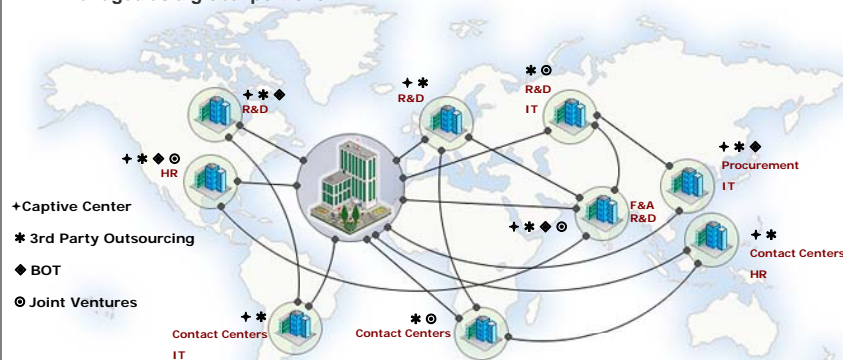 ✦ ✱ ◆
R&D
✦ ✱
R&D
✱ ⊙
R&D
IT
✦ ✱ ◆ ⊙
HR
✦ ✱ ◆
Procurement
IT
✦Captive Center
✱ 3rd Party Outsourcing
◆ BOT
⊙ Joint Ventures
F&A
R&D
✦ ✱ ◆ ⊙
✦ ✱
Contact Centers
HR
✦ ✱
Contact Centers
IT
✱ ⊙
Contact Centers